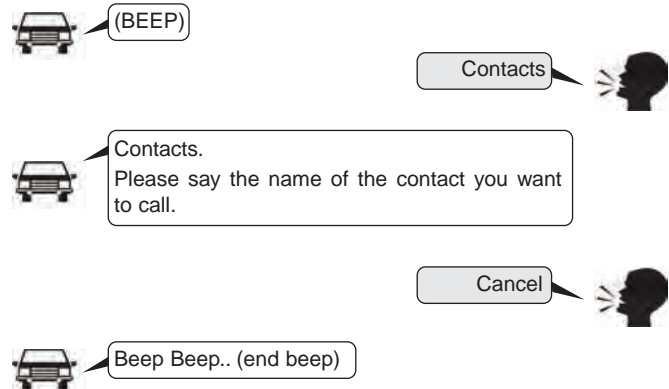 (BEEP)
Contacts
Contacts.
Please say the name of the contact you want
to call.
Cancel
Beep Beep.. (end beep)